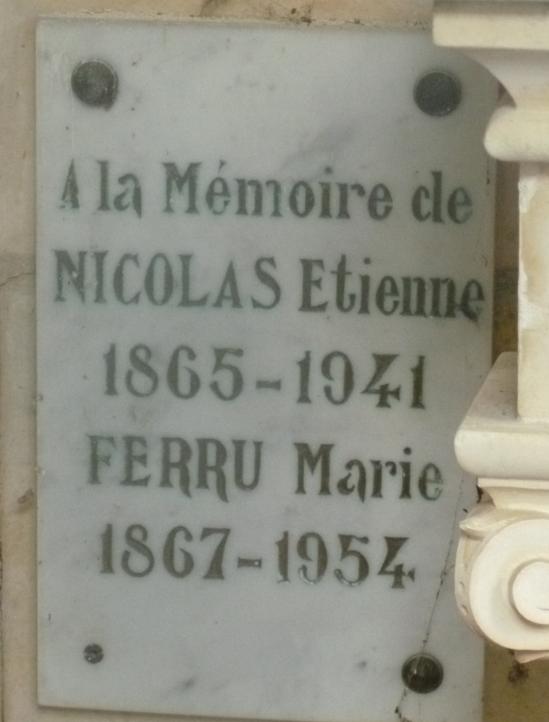 A la Mémoire de
NICOLAS Etienne
1865-1941
FERRU Marie
1867-1954